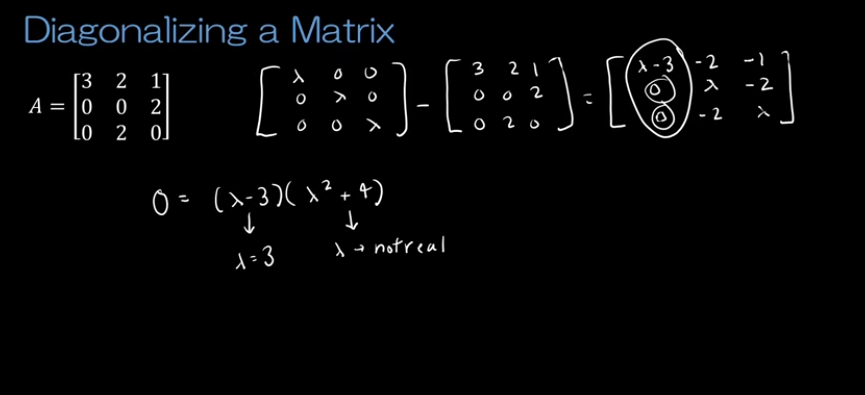 Diagonalizing a Matrix
A = [3 2 1; 0 0 2; 0 2 0] [λ 0 0; 0 λ 0; 0 0 λ] - [3 2 1; 0 0 2; 0 2 0] = [λ-3 -2 -1; 0 λ -2; 0 -2 λ]
0 = (λ-3)(λ² + 4)
↓ ↓
λ=3 λ → not real